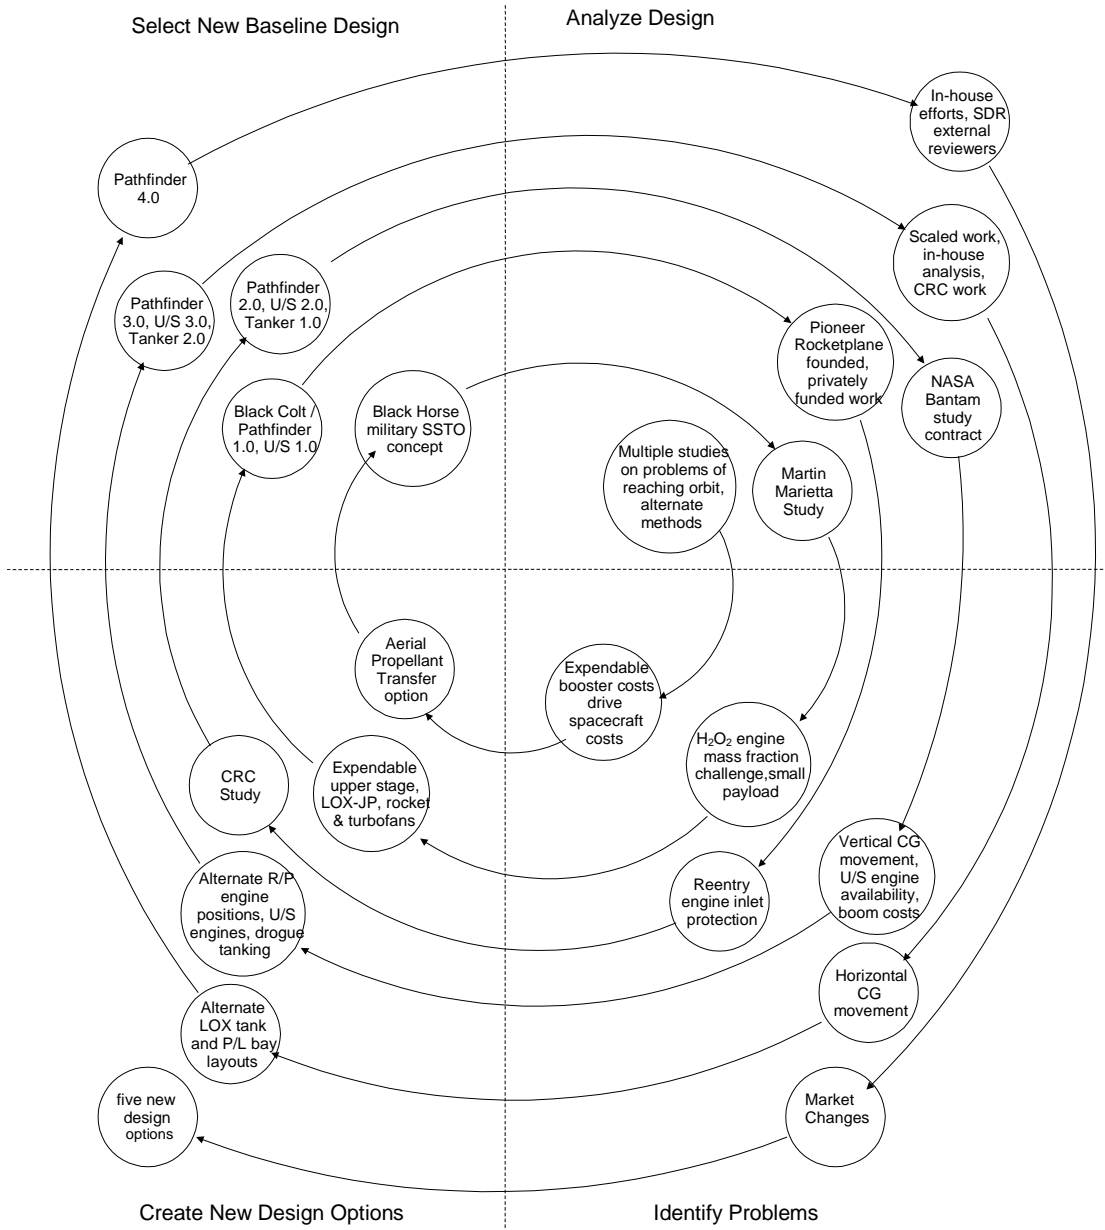 Select New Baseline Design
Analyze Design
In-house
efforts, SDR
external
reviewers
Pathfinder
4.0
Scaled work,
in-house
analysis,
CRC work
Pathfinder
2.0, U/S 2.0,
Tanker 1.0
Pathfinder
3.0, U/S 3.0,
Tanker 2.0
Pioneer
Rocketplane
founded,
privately
funded work
NASA
Bantam
study
contract
Black Colt /
Pathfinder
1.0, U/S 1.0
Black Horse
military SSTO
concept
Multiple studies
on problems of
reaching orbit,
alternate
methods
Martin
Marietta
Study
Aerial
Propellant
Transfer
option
Expendable
booster costs
drive
spacecraft
costs
H₂O₂ engine
mass fraction
challenge,small
payload
CRC
Study
Expendable
upper stage,
LOX-JP, rocket
& turbofans
Vertical CG
movement,
U/S engine
availability,
boom costs
Reentry
engine inlet
protection
Alternate R/P
engine
positions, U/S
engines, drogue
tanking
Horizontal
CG
movement
Alternate
LOX tank
and P/L bay
layouts
five new
design
options
Market
Changes
Create New Design Options
Identify Problems